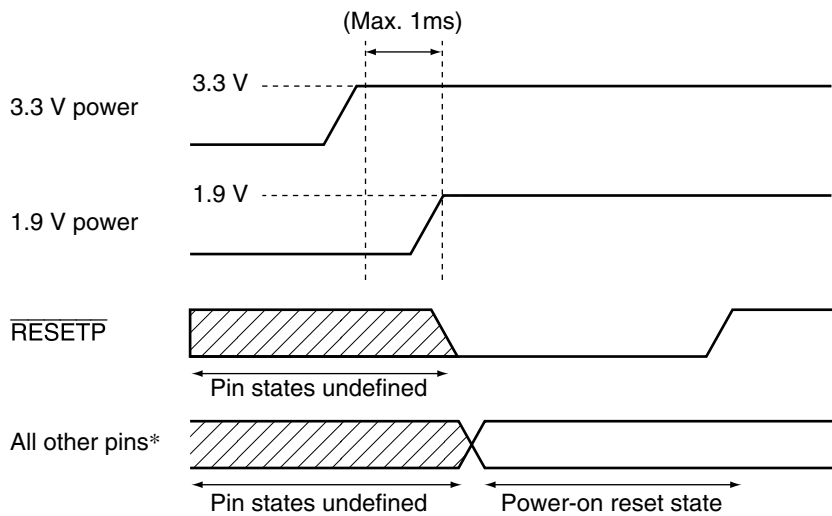 (Max. 1ms)
3.3 V
3.3 V power
1.9 V
1.9 V power
RESETP
Pin states undefined
All other pins*
Pin states undefined
Power-on reset state